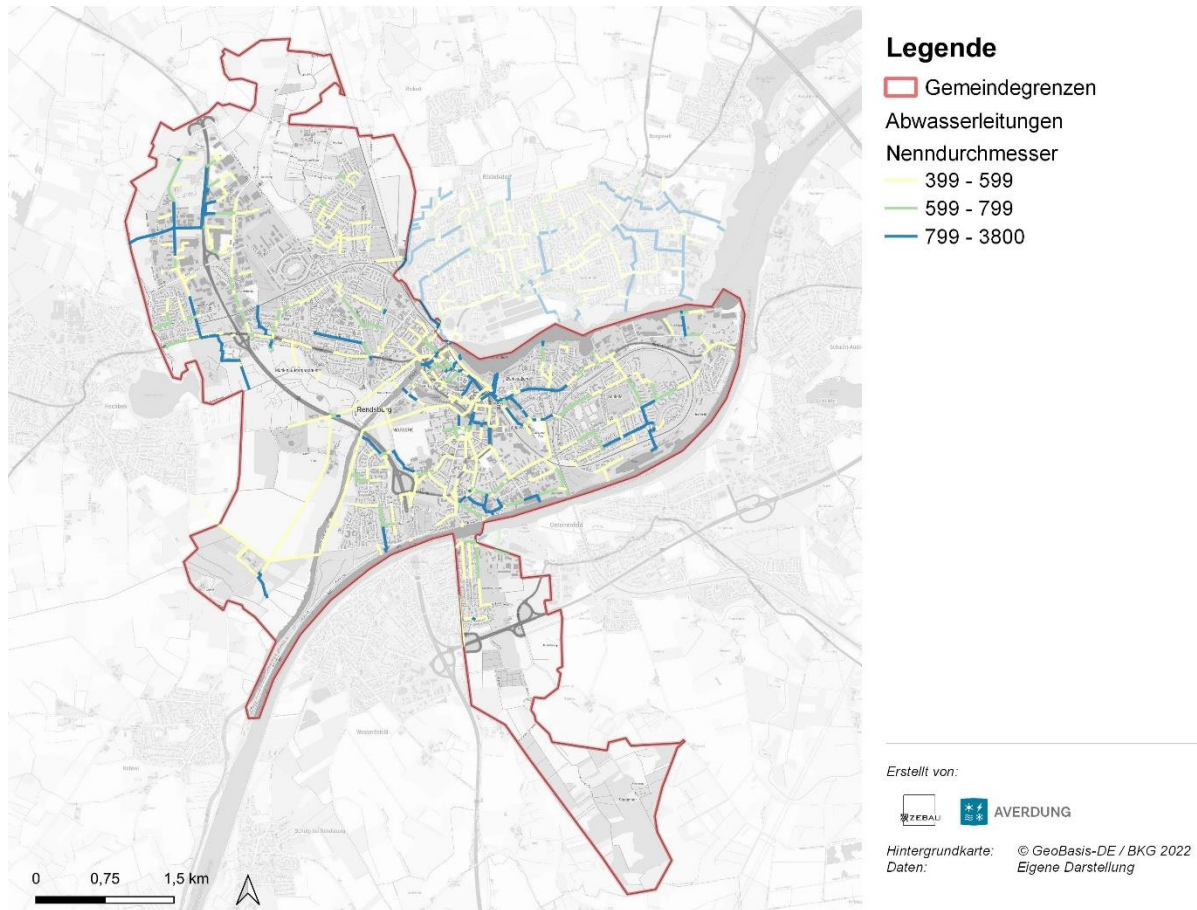 Legende
Gemeindegrenzen
Abwasserleitungen
Nenndurchmesser
399 - 599
599 - 799
799 - 3800
Rendsburg
0 0,75 1,5 km
Erstellt von:
ZEBAU AVERDUNG
Hintergrundkarte: © GeoBasis-DE / BKG 2022
Daten: Eigene Darstellung